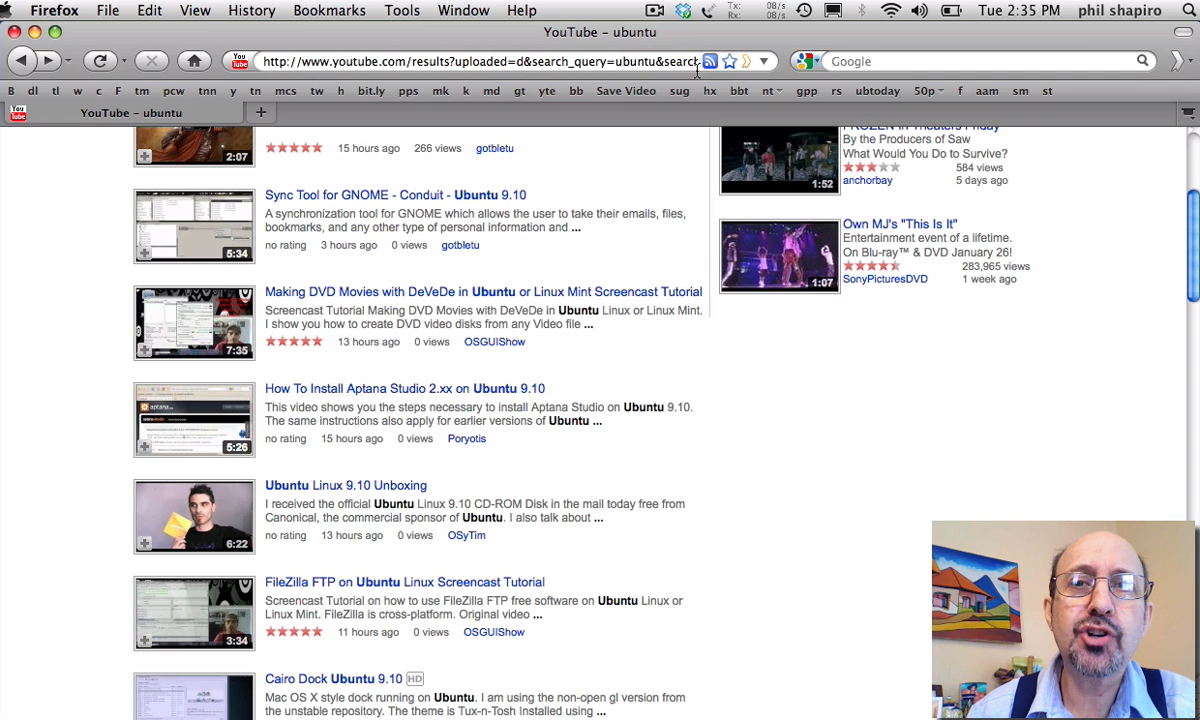 Firefox File Edit View History Bookmarks Tools Window Help Tx: 0B/s Rx: 0B/s Tue 2:35 PM phil shapiro
YouTube - ubuntu
You Tube http://www.youtube.com/results?uploaded=d&search_query=ubuntu&search Google
B dl tl w c F tm pcw tnn y tn mcs tw h bit.ly pps mk k md gt yte bb Save Video sug hx bbt nt gpp rs ubtoday 50p f aam sm st
You Tube YouTube - ubuntu
2:07
15 hours ago 266 views gotbletu
Sync Tool for GNOME - Conduit - Ubuntu 9.10
A synchronization tool for GNOME which allows the user to take their emails, files,
bookmarks, and any other type of personal information and ...
5:34
no rating 3 hours ago 0 views gotbletu
Making DVD Movies with DeVeDe in Ubuntu or Linux Mint Screencast Tutorial
Screencast Tutorial Making DVD Movies with DeVeDe in Ubuntu Linux or Linux Mint.
I show you how to create DVD video disks from any Video file ...
7:35
13 hours ago 0 views OSGUIShow
How To Install Aptana Studio 2.xx on Ubuntu 9.10
This video shows you the steps necessary to install Aptana Studio on Ubuntu 9.10.
The same instructions also apply for earlier versions of Ubuntu ...
aptana
5:26
no rating 15 hours ago 0 views Poryotis
Ubuntu Linux 9.10 Unboxing
I received the official Ubuntu Linux 9.10 CD-ROM Disk in the mail today free from
Canonical, the commercial sponsor of Ubuntu. I also talk about ...
6:22
no rating 13 hours ago 0 views OSyTim
FileZilla FTP on Ubuntu Linux Screencast Tutorial
Screencast Tutorial on how to use FileZilla FTP free software on Ubuntu Linux or
Linux Mint. FileZilla is cross-platform. Original video ...
3:34
11 hours ago 0 views OSGUIShow
Cairo Dock Ubuntu 9.10 HD
Mac OS X style dock running on Ubuntu. I am using the non-open gl version from
the unstable repository. The theme is Tux-n-Tosh Installed using ...
FROZEN in Theaters Friday
By the Producers of Saw
What Would You Do to Survive?
584 views
1:52
anchorbay 5 days ago
Own MJ's "This Is It"
Entertainment event of a lifetime.
On Blu-ray™ & DVD January 26!
283,965 views
1:07
SonyPicturesDVD 1 week ago